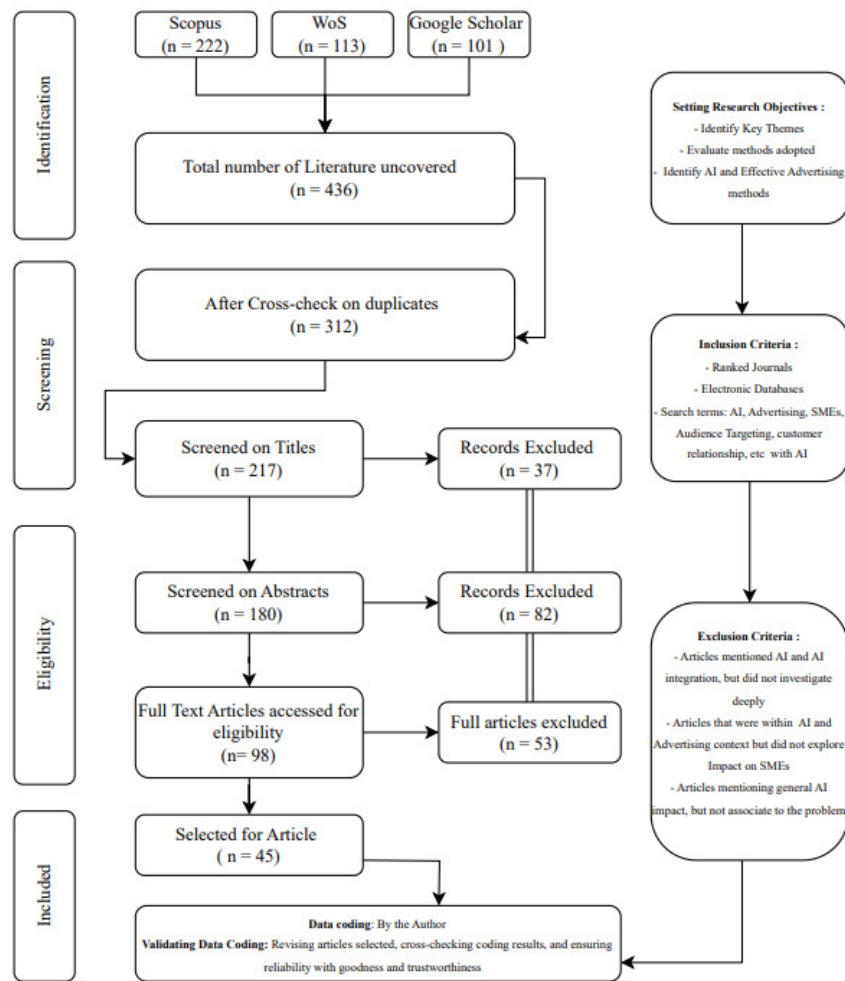 Identification
Scopus
(n = 222)
WoS
(n = 113)
Google Scholar
(n = 101 )
Total number of Literature uncovered
(n = 436)
Screening
After Cross-check on duplicates
(n = 312)
Screened on Titles
(n = 217)
Records Excluded
(n = 37)
Eligibility
Screened on Abstracts
(n = 180)
Records Excluded
(n = 82)
Full Text Articles accessed for
eligibility
(n= 98)
Full articles excluded
(n = 53)
Included
Selected for Article
( n = 45)
Data coding: By the Author
Validating Data Coding: Revising articles selected, cross-checking coding results, and ensuring
reliability with goodness and trustworthiness
Setting Research Objectives :
- Identify Key Themes
- Evaluate methods adopted
- Identify AI and Effective Advertising
methods
Inclusion Criteria :
- Ranked Journals
- Electronic Databases
- Search terms: AI, Advertising, SMEs,
Audience Targeting, customer
relationship, etc with AI
Exclusion Criteria :
- Articles mentioned AI and AI
integration, but did not investigate
deeply
- Articles that were within AI and
Advertising context but did not explore
Impact on SMEs
- Articles mentioning general AI
impact, but not associate to the problem